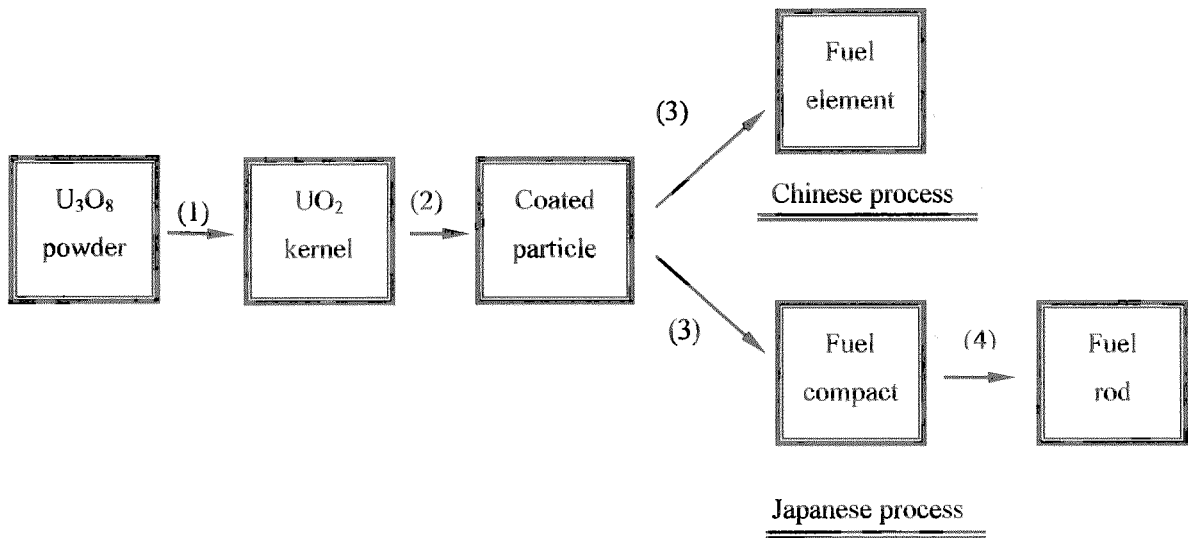 U₃O₈
powder
(1)
UO₂
kernel
(2)
Coated
particle
(3)
Fuel
element
Chinese process
(3)
Fuel
compact
(4)
Fuel
rod
Japanese process